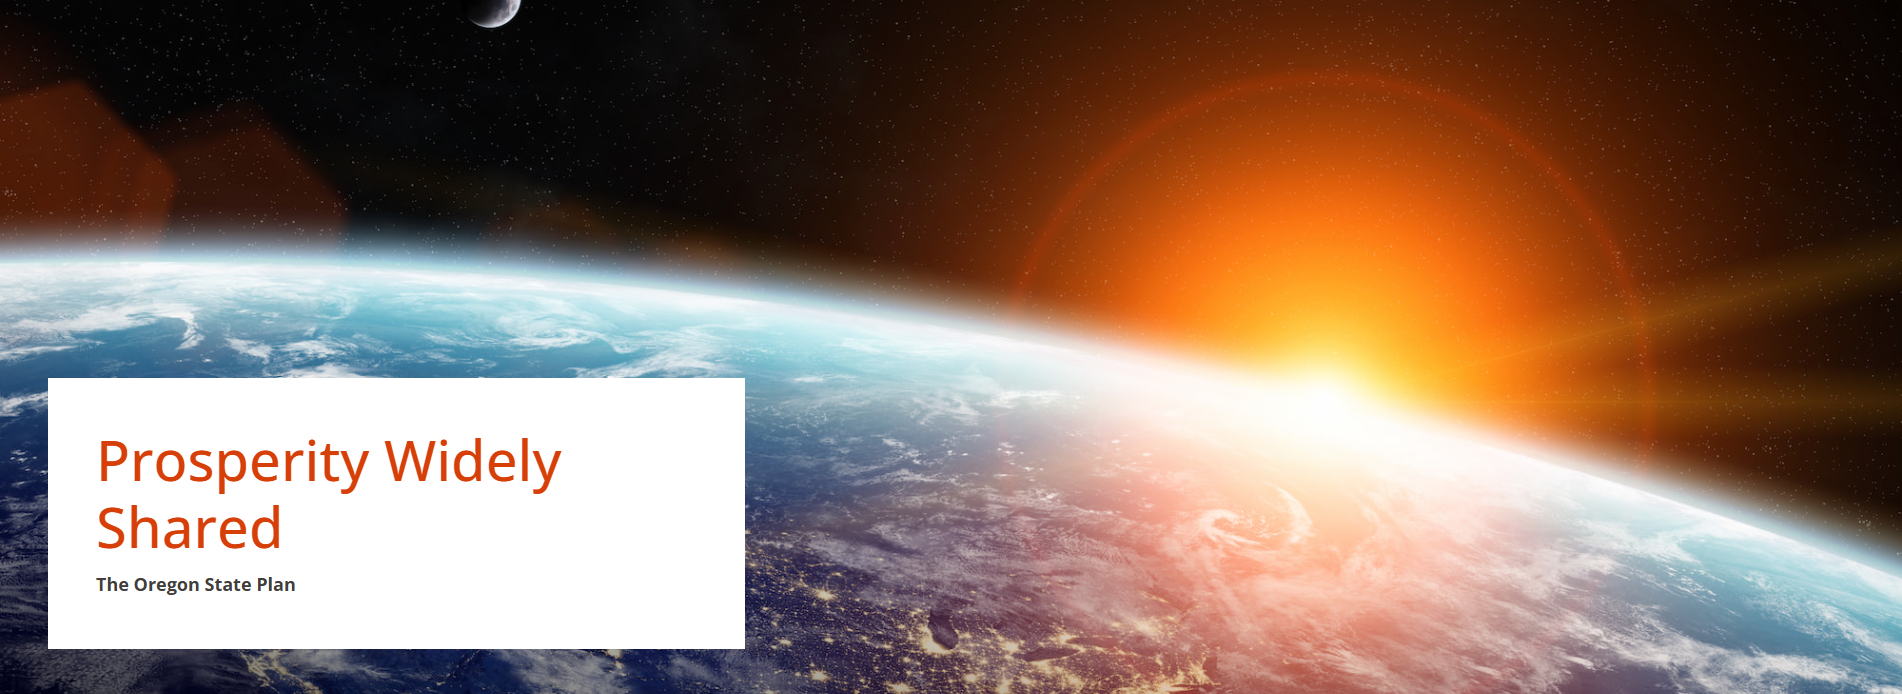 Prosperity Widely
Shared
The Oregon State Plan